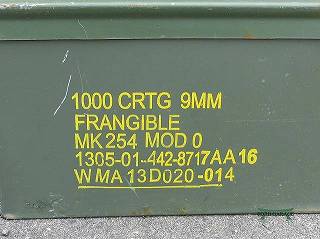 1000 CRTG 9MM
FRANGIBLE
MK 254 MOD 0
1305-01-442-8717AA16
WMA13D020-014